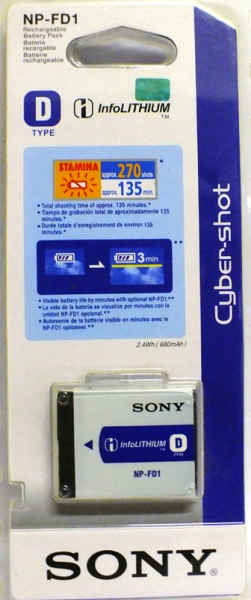 NP-FD1
Rechargeable
Battery Pack
Batería
recargable
Batterie
rechargeable
D
TYPE
i InfoLITHIUM
TM
STAMINA
approx. 270 shots
approx. 135 min.
• Total shooting time of approx. 135 minutes.*
• Tiempo de grabación total de aproximadamente 135
minutos.*
• Durée totale d'enregistrement de environ 135
minutes.*
**
3 min
• Visible battery life by minutes with optional NP-FD1.**
• La vida de la batería se visualiza por minutos con la
unidad NP-FD1 opcional.**
• Autonomie de la batterie visible en minutes avec le
NP-FD1 optionnel.**
2.4Wh ( 680mAh )
Cyber-shot
SONY
i InfoLITHIUM D
TYPE
NP-FD1
SONY®